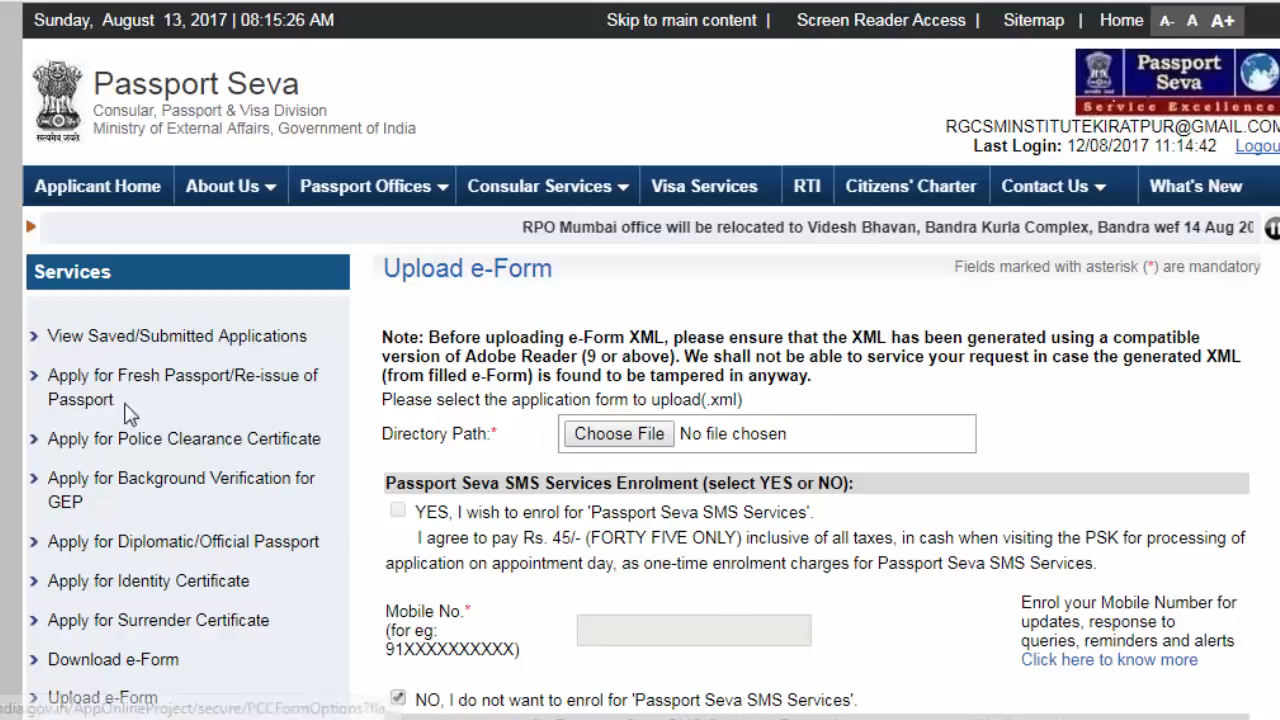 Sunday, August 13, 2017 | 08:15:26 AM
Skip to main content | Screen Reader Access | Sitemap | Home A- A A+
Passport Seva
Consular, Passport & Visa Division
Ministry of External Affairs, Government of India
सत्यमेव जयते
Passport
Seva
Service Excellence
RGCSMINSTITUTEKIRATPUR@GMAIL.COM
Last Login: 12/08/2017 11:14:42 Logou
Applicant Home About Us Passport Offices Consular Services Visa Services RTI Citizens' Charter Contact Us What's New
RPO Mumbai office will be relocated to Videsh Bhavan, Bandra Kurla Complex, Bandra wef 14 Aug 20
Services
View Saved/Submitted Applications
Apply for Fresh Passport/Re-issue of
Passport
Apply for Police Clearance Certificate
Apply for Background Verification for
GEP
Apply for Diplomatic/Official Passport
Apply for Identity Certificate
Apply for Surrender Certificate
Download e-Form
Upload e-Form
india.gov.in/AppOnlineProject/secure/PCCFormOptions?fla
Upload e-Form
Fields marked with asterisk (*) are mandatory
Note: Before uploading e-Form XML, please ensure that the XML has been generated using a compatible
version of Adobe Reader (9 or above). We shall not be able to service your request in case the generated XML
(from filled e-Form) is found to be tampered in anyway.
Please select the application form to upload(.xml)
Directory Path:* Choose File No file chosen
Passport Seva SMS Services Enrolment (select YES or NO):
YES, I wish to enrol for 'Passport Seva SMS Services'.
I agree to pay Rs. 45/- (FORTY FIVE ONLY) inclusive of all taxes, in cash when visiting the PSK for processing of
application on appointment day, as one-time enrolment charges for Passport Seva SMS Services.
Mobile No.*
(for eg:
91XXXXXXXXXX)
Enrol your Mobile Number for
updates, response to
queries, reminders and alerts
Click here to know more
NO, I do not want to enrol for 'Passport Seva SMS Services'.